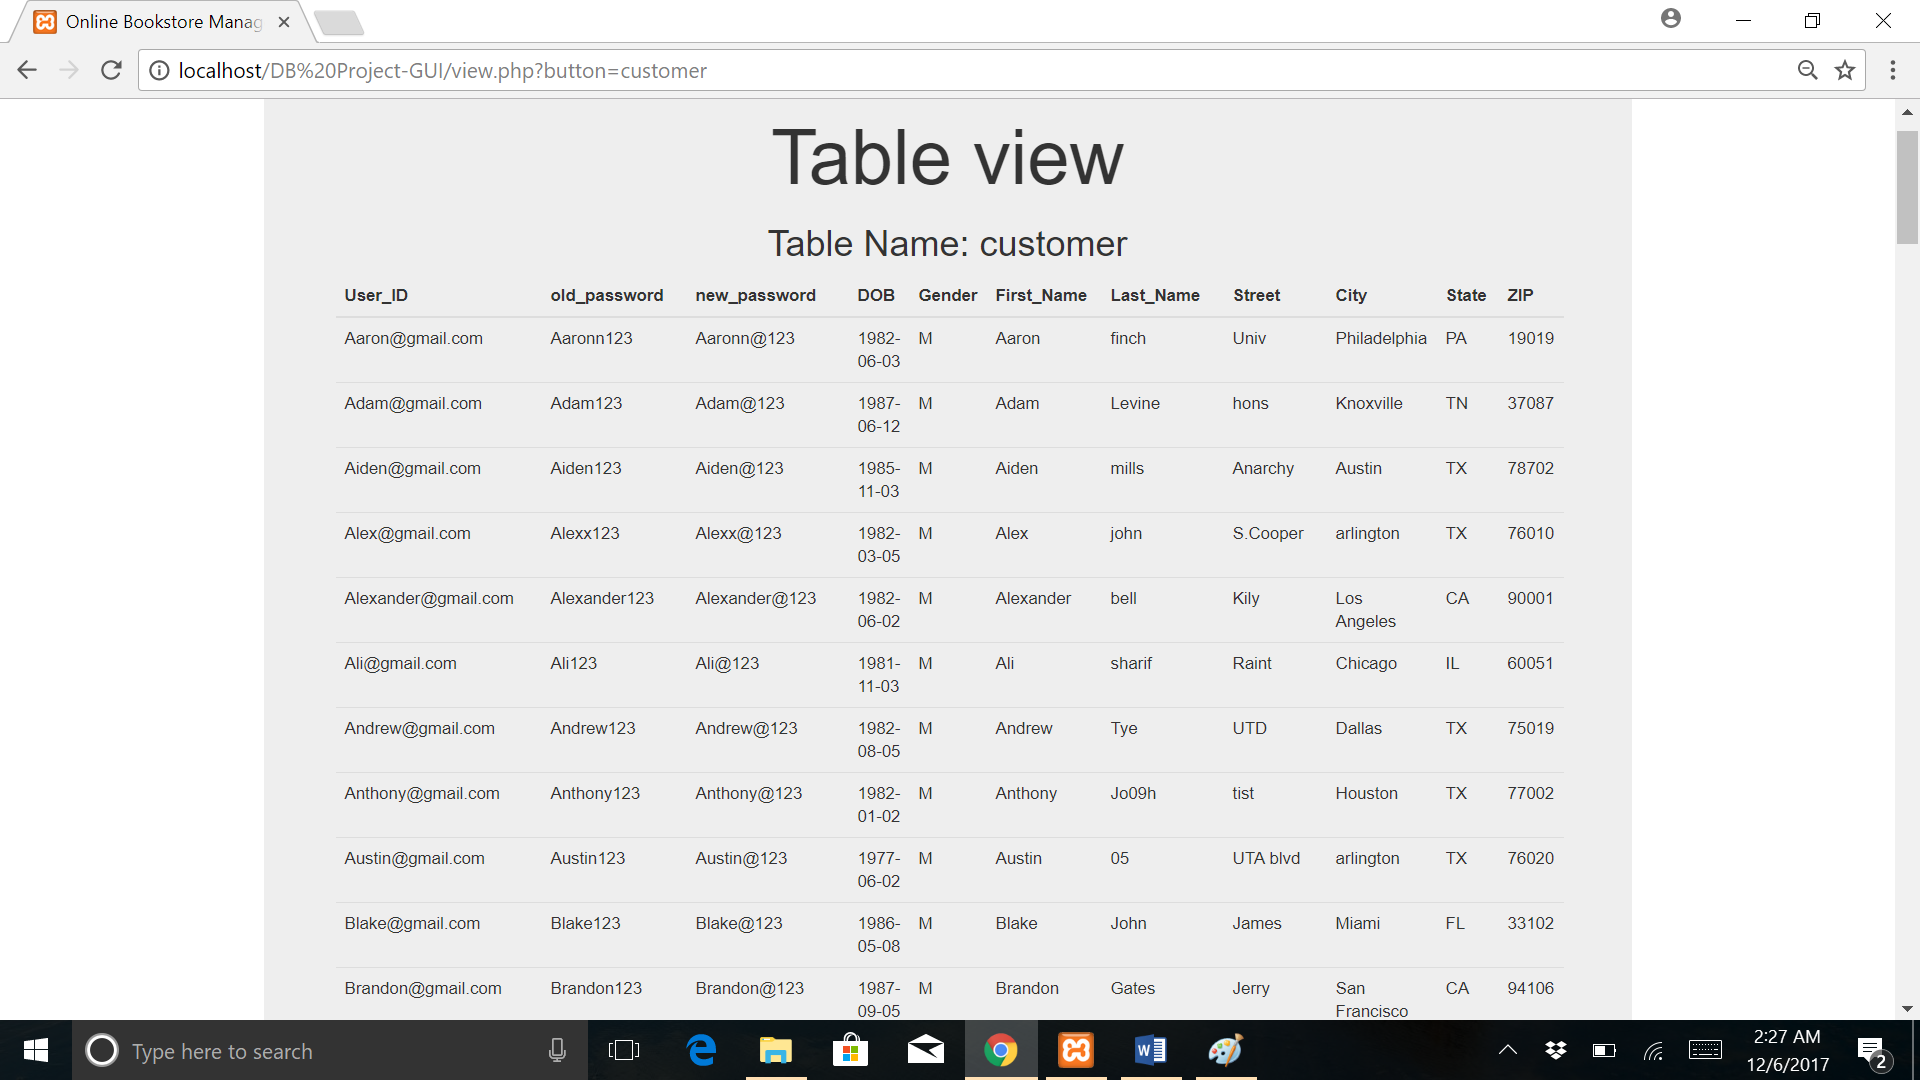 Online Bookstore Manag
localhost/DB%20Project-GUI/view.php?button=customer
Table view
Table Name: customer
User_ID old_password new_password DOB Gender First_Name Last_Name Street City State ZIP
Aaron@gmail.com Aaronn123 Aaronn@123 1982- M Aaron finch Univ Philadelphia PA 19019
06-03
Adam@gmail.com Adam123 Adam@123 1987- M Adam Levine hons Knoxville TN 37087
06-12
Aiden@gmail.com Aiden123 Aiden@123 1985- M Aiden mills Anarchy Austin TX 78702
11-03
Alex@gmail.com Alexx123 Alexx@123 1982- M Alex john S.Cooper arlington TX 76010
03-05
Alexander@gmail.com Alexander123 Alexander@123 1982- M Alexander bell Kily Los CA 90001
06-02 Angeles
Ali@gmail.com Ali123 Ali@123 1981- M Ali sharif Raint Chicago IL 60051
11-03
Andrew@gmail.com Andrew123 Andrew@123 1982- M Andrew Tye UTD Dallas TX 75019
08-05
Anthony@gmail.com Anthony123 Anthony@123 1982- M Anthony Jo09h tist Houston TX 77002
01-02
Austin@gmail.com Austin123 Austin@123 1977- M Austin 05 UTA blvd arlington TX 76020
06-02
Blake@gmail.com Blake123 Blake@123 1986- M Blake John James Miami FL 33102
05-08
Brandon@gmail.com Brandon123 Brandon@123 1987- M Brandon Gates Jerry San CA 94106
09-05 Francisco
Type here to search
2:27 AM
12/6/2017
2